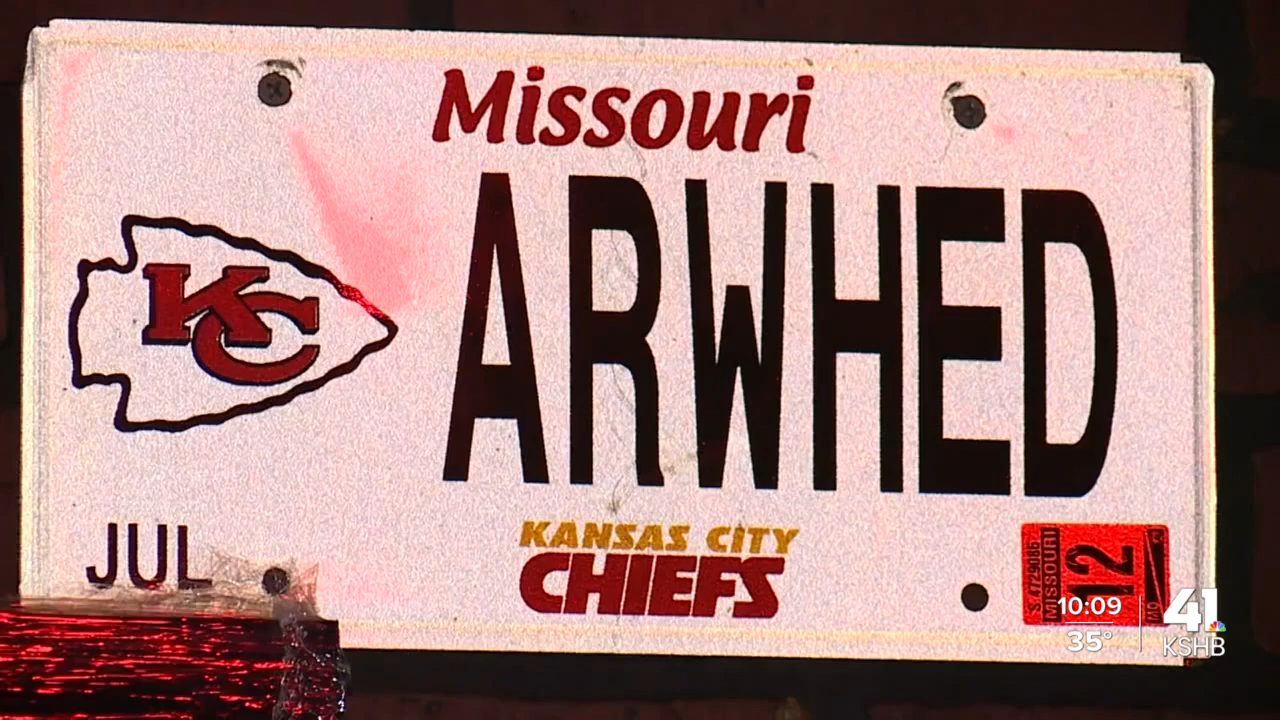 Missouri
KC
ARWHED
JUL
KANSAS CITY
CHIEFS
MISSOURI
12
10:09
35°
41
KSHB